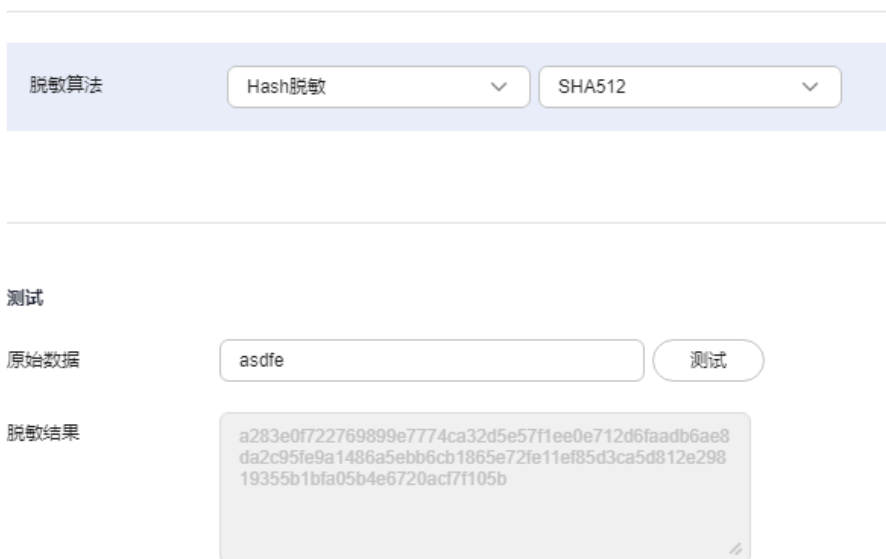 脱敏算法 Hash脱敏 SHA512
测试
原始数据 asdfe 测试
脱敏结果 a283e0f722769899e7774ca32d5e57f1ee0e712d6faadb6ae8
da2c95fe9a1486a5ebb6cb1865e72fe11ef85d3ca5d812e298
19355b1bfa05b4e6720acf7f105b